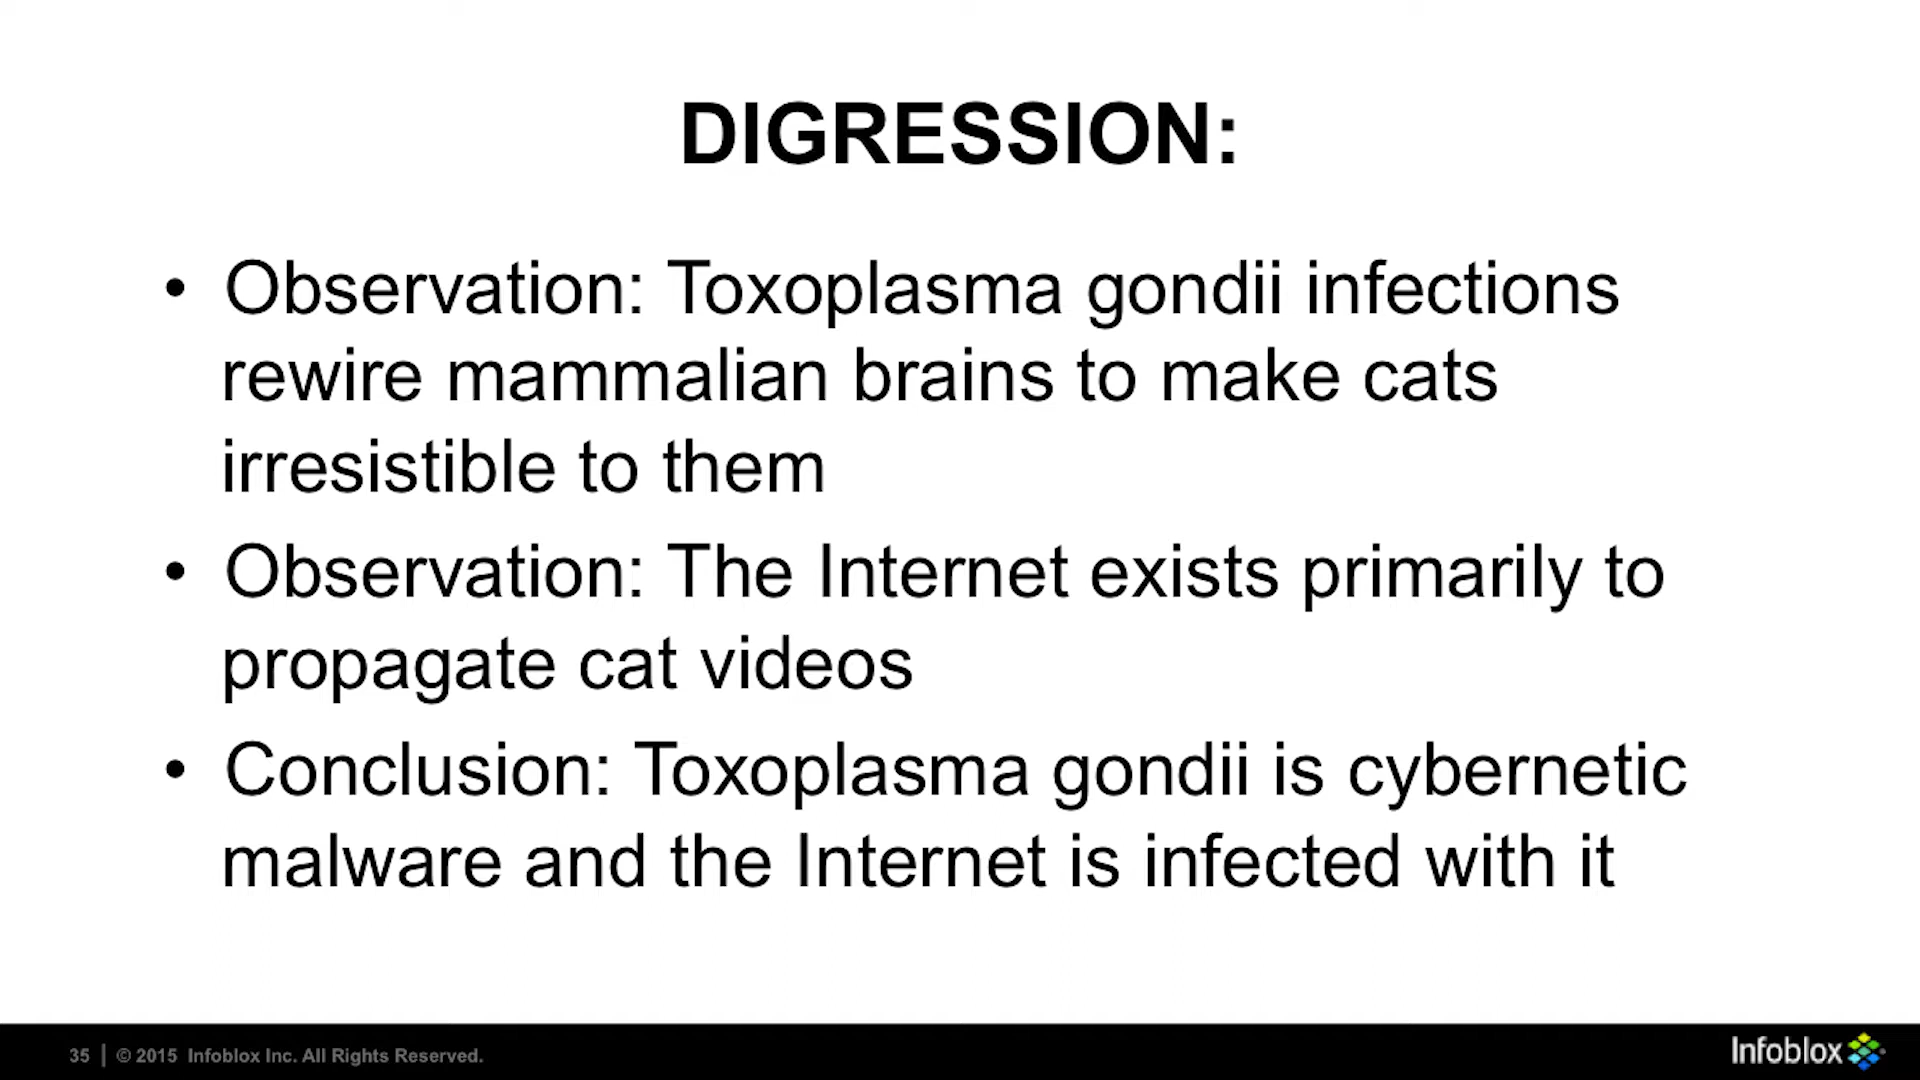 DIGRESSION:
• Observation: Toxoplasma gondii infections
rewire mammalian brains to make cats
irresistible to them
• Observation: The Internet exists primarily to
propagate cat videos
• Conclusion: Toxoplasma gondii is cybernetic
malware and the Internet is infected with it
35 | © 2015 Infoblox Inc. All Rights Reserved.
Infoblox